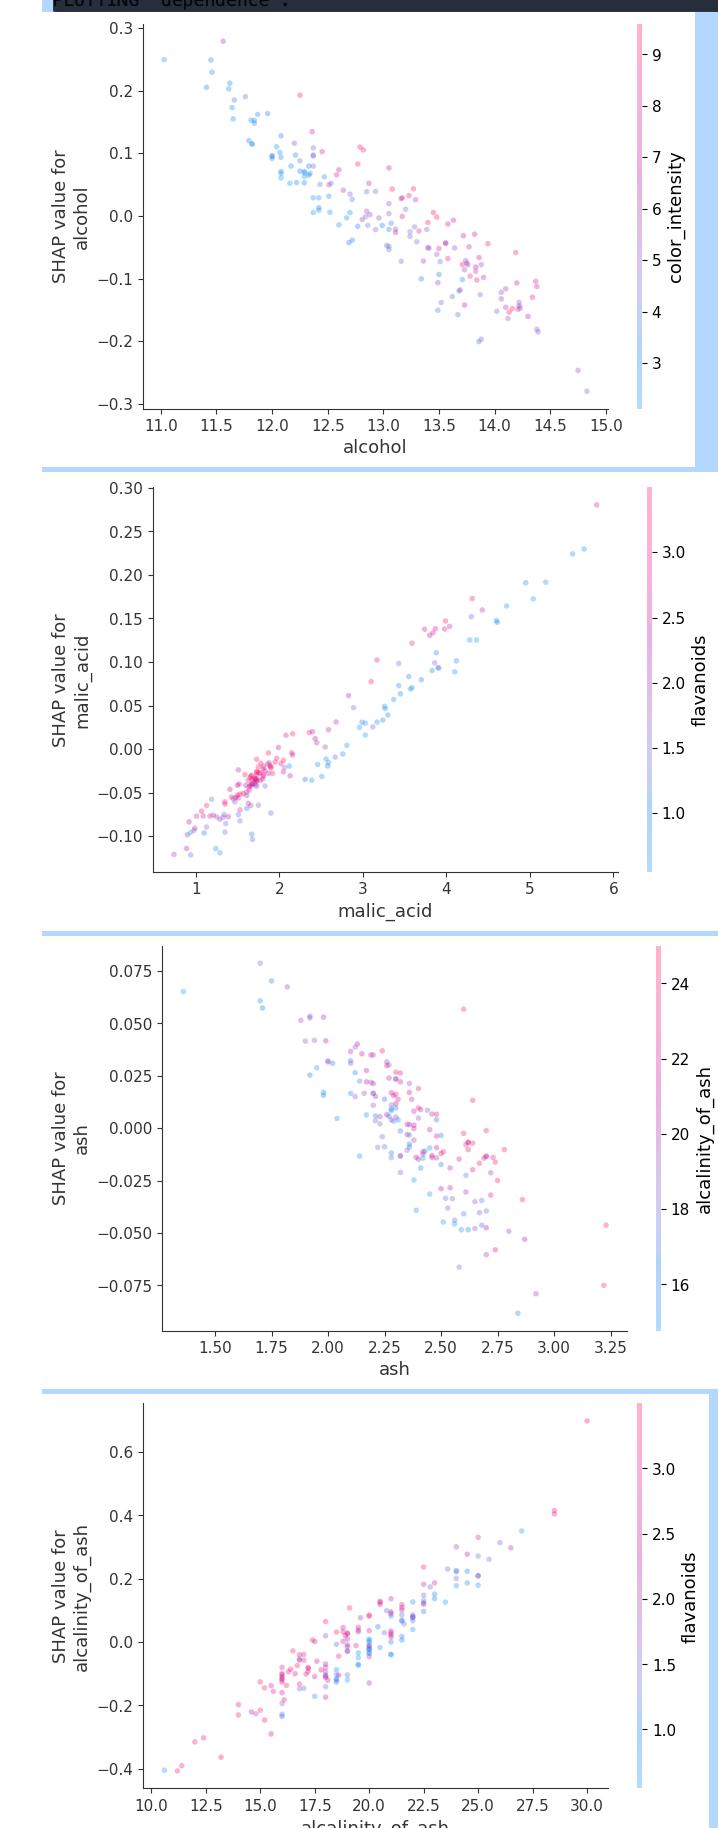 PLOTTING 'dependence'.
0.3
0.2
0.1
0.0
−0.1
−0.2
−0.3
SHAP value for
alcohol
11.0 11.5 12.0 12.5 13.0 13.5 14.0 14.5 15.0
alcohol
9
8
7
6
5
4
3
color_intensity
0.30
0.25
0.20
0.15
0.10
0.05
0.00
−0.05
−0.10
SHAP value for
malic_acid
1 2 3 4 5 6
malic_acid
3.0
2.5
2.0
1.5
1.0
flavanoids
0.075
0.050
0.025
0.000
−0.025
−0.050
−0.075
SHAP value for
ash
1.50 1.75 2.00 2.25 2.50 2.75 3.00 3.25
ash
24
22
20
18
16
alcalinity_of_ash
0.6
0.4
0.2
0.0
−0.2
−0.4
SHAP value for
alcalinity_of_ash
10.0 12.5 15.0 17.5 20.0 22.5 25.0 27.5 30.0
alcalinity_of_ash
3.0
2.5
2.0
1.5
1.0
flavanoids